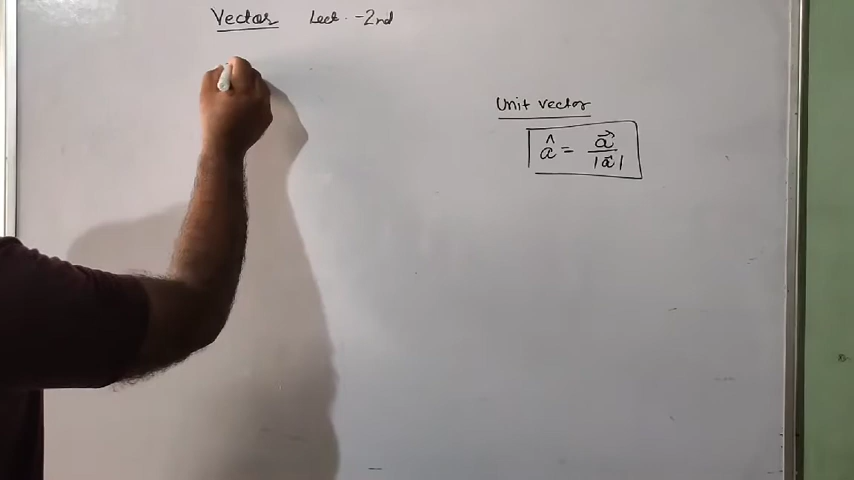 Vector Lect. -2nd
Unit vector
â = a⃗ / |a⃗|